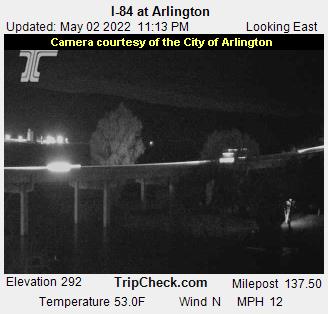 I-84 at Arlington
Updated: May 02 2022 11:13 PM Looking East
Camera courtesy of the City of Arlington
Elevation 292 TripCheck.com Milepost 137.50
Temperature 53.0F Wind N MPH 12